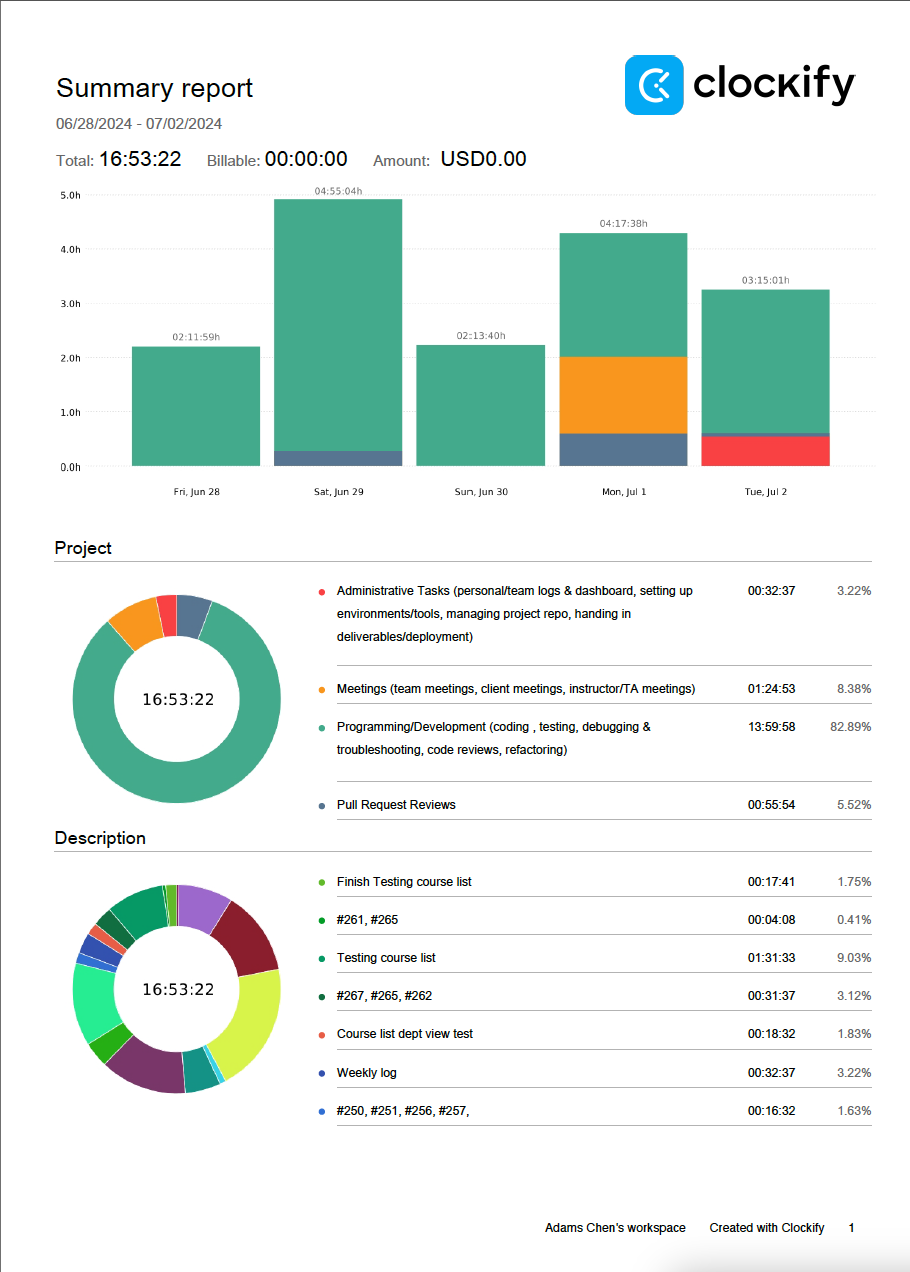 Summary report
clockify
06/28/2024 - 07/02/2024
Total: 16:53:22 Billable: 00:00:00 Amount: USD0.00
5.0h
4.0h
3.0h
2.0h
1.0h
0.0h
02:11:59h
04:55:04h
02:13:40h
04:17:38h
03:15:01h
Fri, Jun 28
Sat, Jun 29
Sun, Jun 30
Mon, Jul 1
Tue, Jul 2
Project
16:53:22
Administrative Tasks (personal/team logs & dashboard, setting up 00:32:37 3.22%
environments/tools, managing project repo, handing in
deliverables/deployment)
Meetings (team meetings, client meetings, instructor/TA meetings) 01:24:53 8.38%
Programming/Development (coding , testing, debugging & 13:59:58 82.89%
troubleshooting, code reviews, refactoring)
Pull Request Reviews 00:55:54 5.52%
Description
16:53:22
Finish Testing course list 00:17:41 1.75%
#261, #265 00:04:08 0.41%
Testing course list 01:31:33 9.03%
#267, #265, #262 00:31:37 3.12%
Course list dept view test 00:18:32 1.83%
Weekly log 00:32:37 3.22%
#250, #251, #256, #257, 00:16:32 1.63%
Adams Chen's workspace Created with Clockify 1